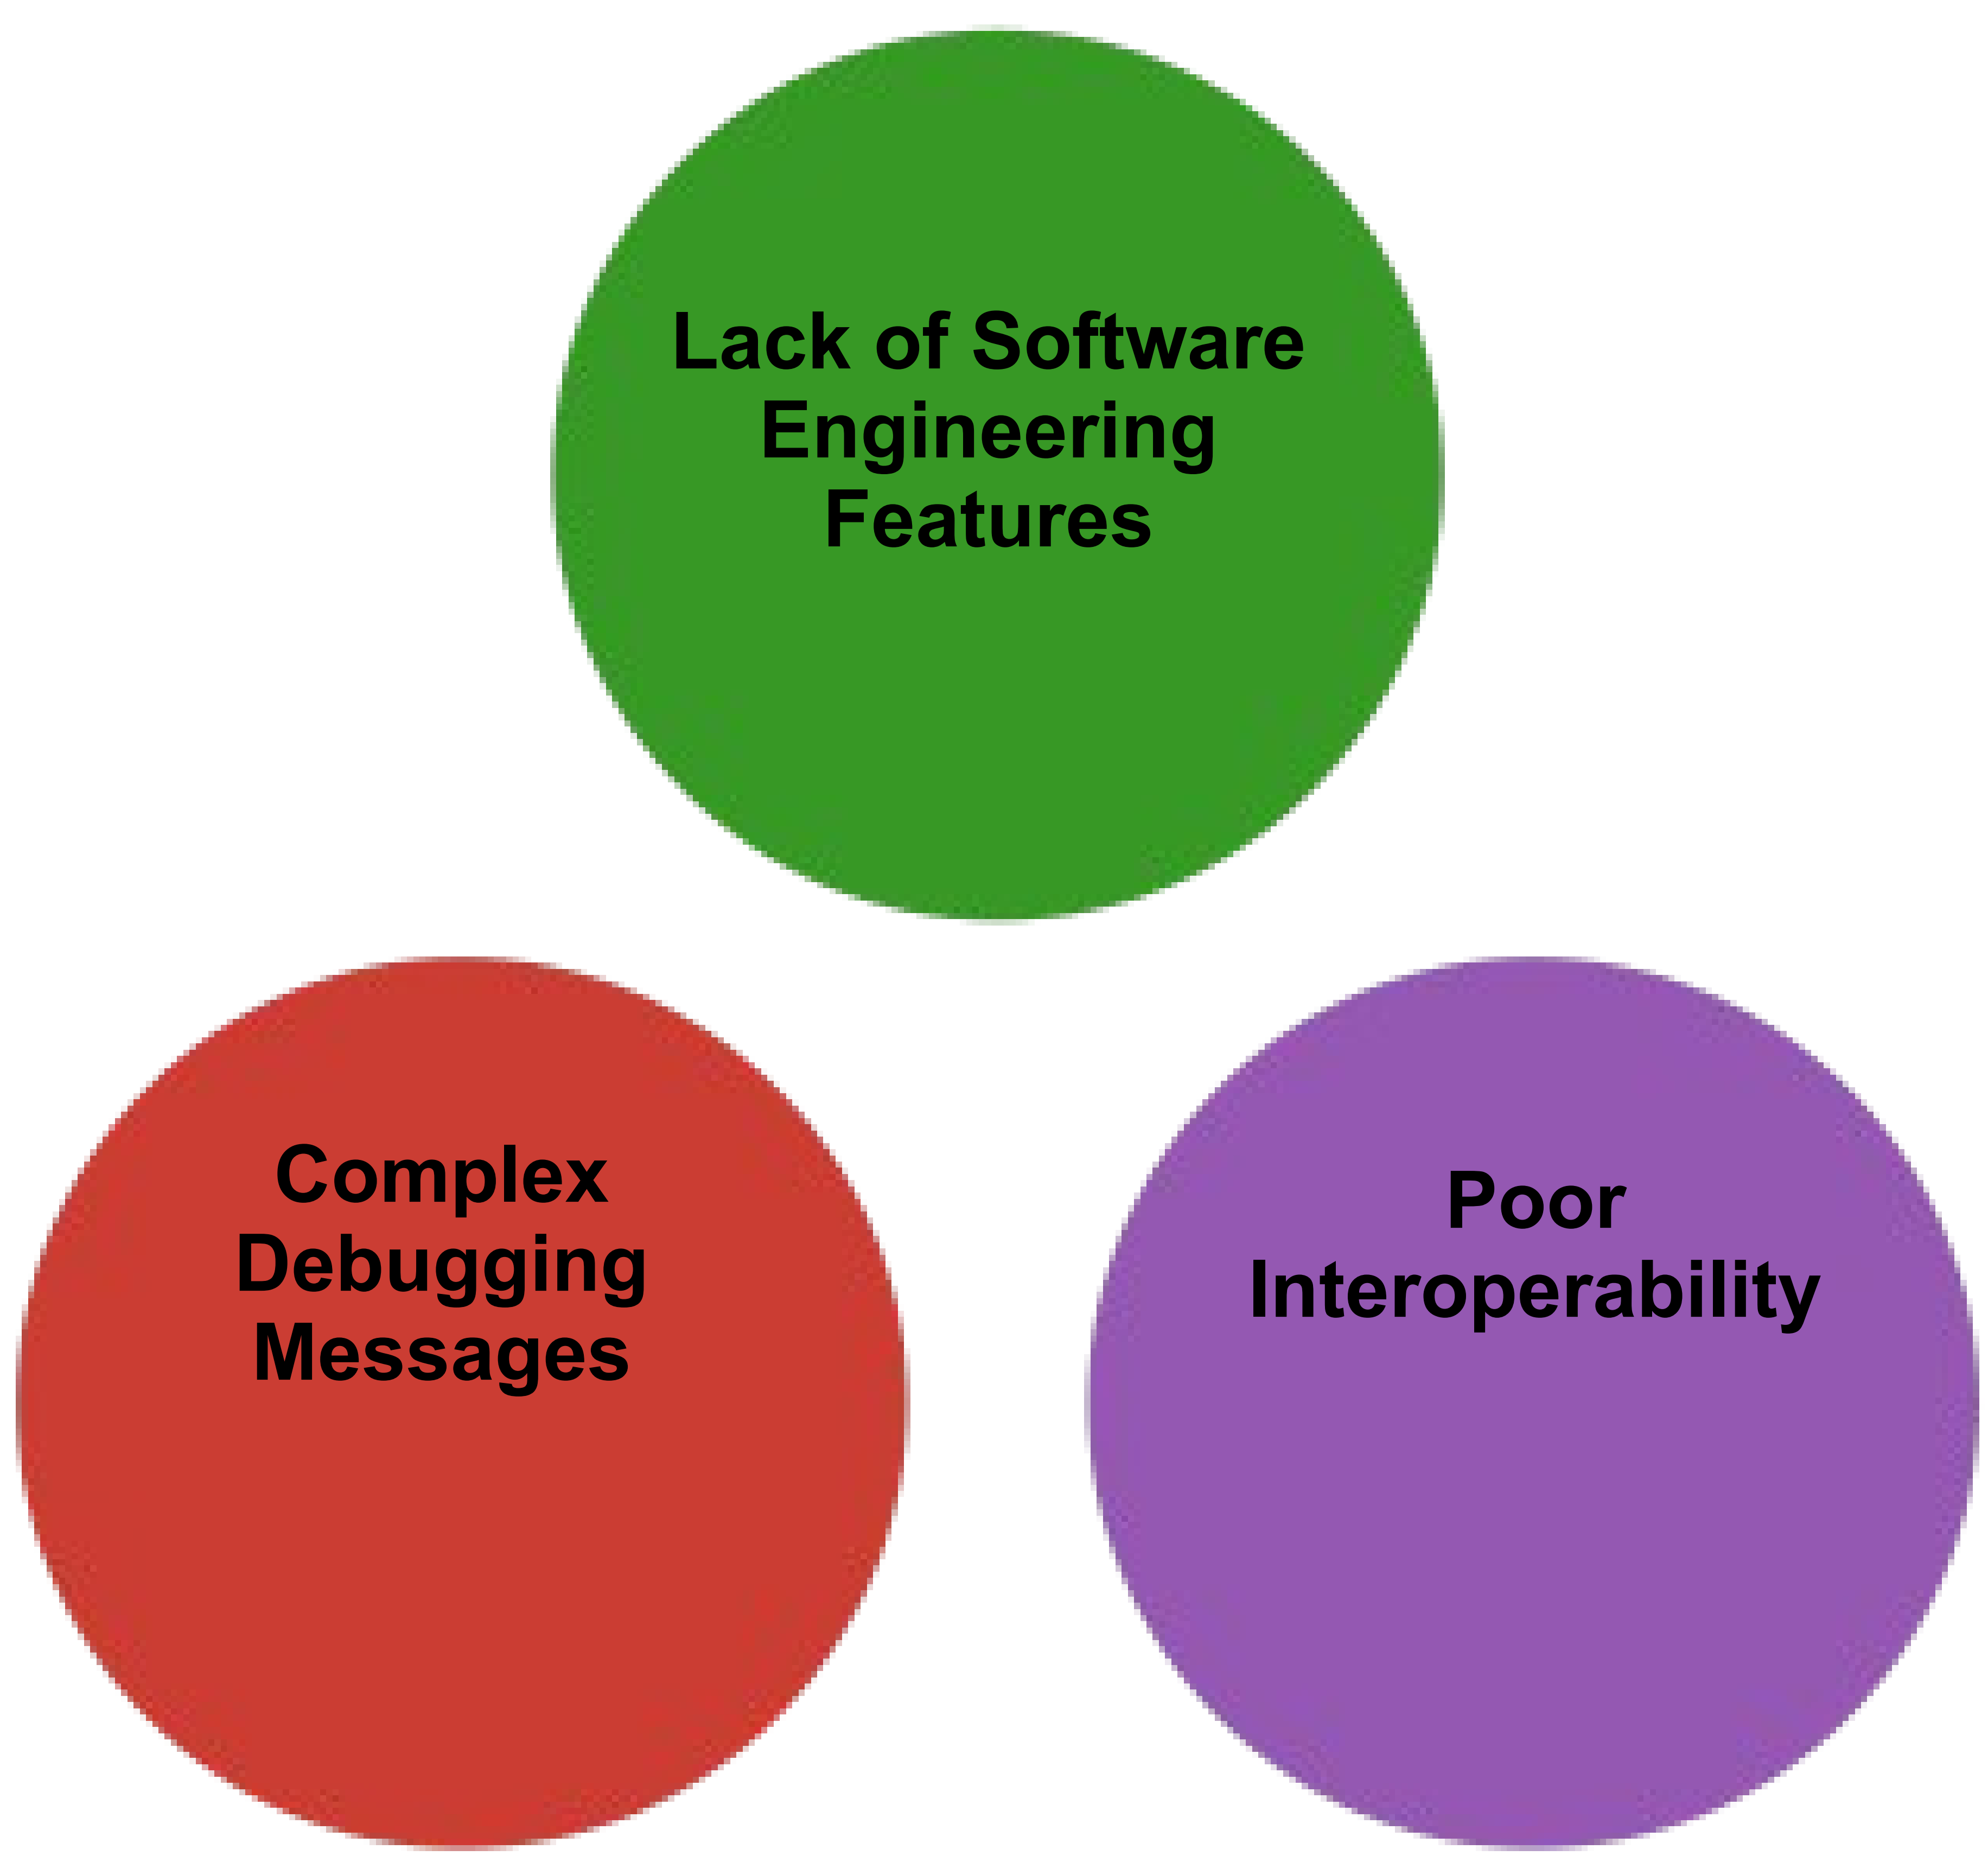 Lack of Software
Engineering
Features
Complex
Debugging
Messages
Poor
Interoperability